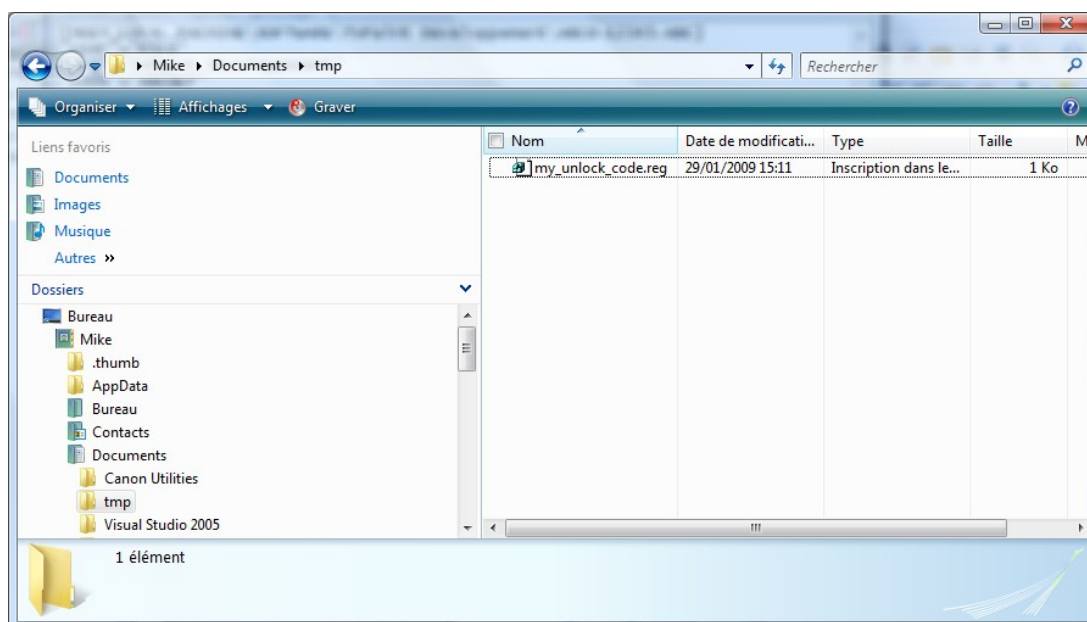 Mike ▸ Documents ▸ tmp
Rechercher
Organiser Affichages Graver
Liens favoris
Documents
Images
Musique
Autres »
Dossiers
Bureau
Mike
.thumb
AppData
Bureau
Contacts
Documents
Canon Utilities
tmp
Visual Studio 2005
Nom Date de modificati... Type Taille M
my_unlock_code.reg 29/01/2009 15:11 Inscription dans le... 1 Ko
1 élément